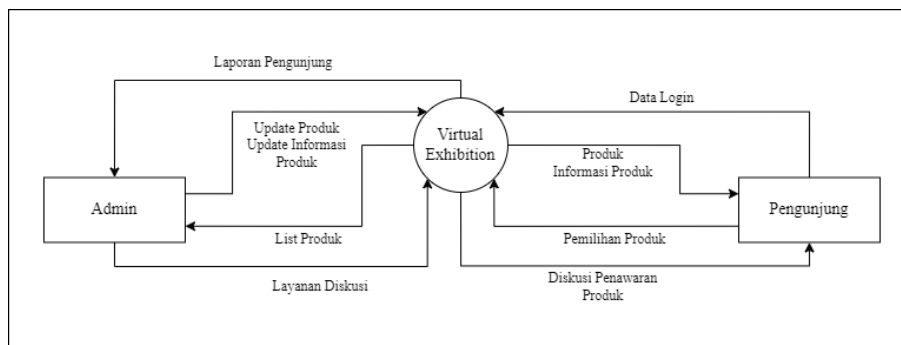 Laporan Pengunjung
Data Login
Update Produk
Update Informasi
Produk
Virtual
Exhibition
Produk
Informasi Produk
Admin
Pengunjung
List Produk
Pemilihan Produk
Layanan Diskusi
Diskusi Penawaran
Produk